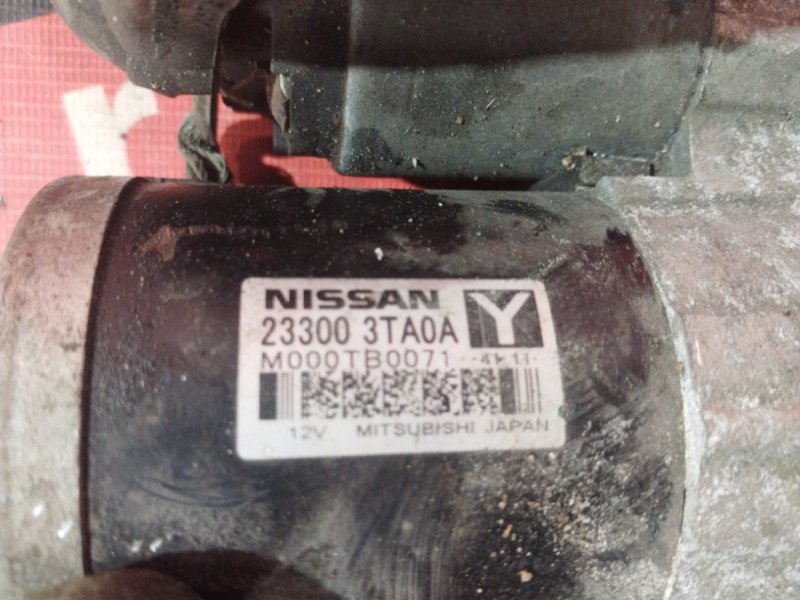 NISSAN Y
23300 3TA0A
M000TB0071
12V MITSUBISHI JAPAN
r